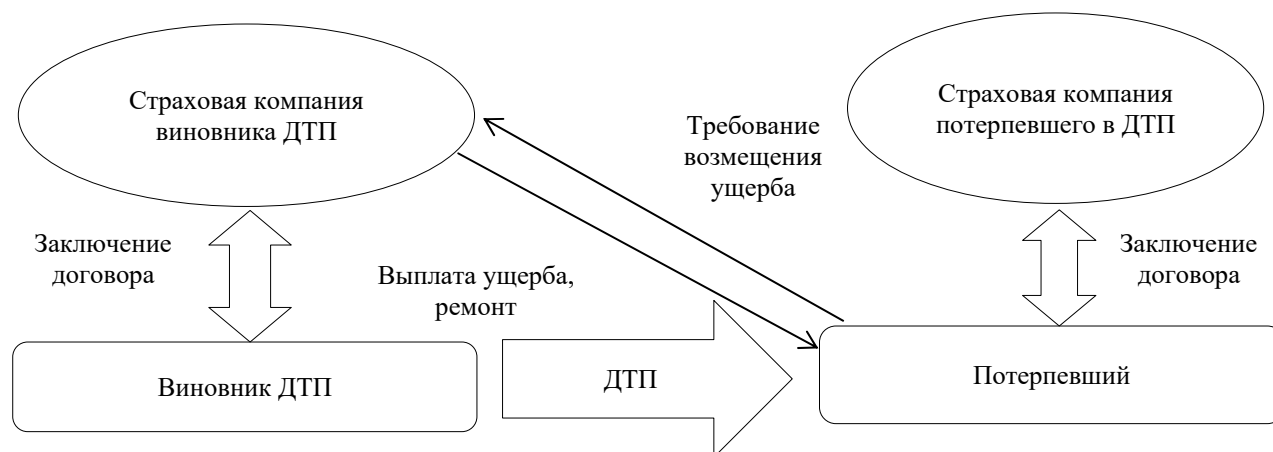 Страховая компания
виновника ДТП
Страховая компания
потерпевшего в ДТП
Требование
возмещения
ущерба
Заключение
договора
Выплата ущерба,
ремонт
Заключение
договора
Виновник ДТП
ДТП
Потерпевший